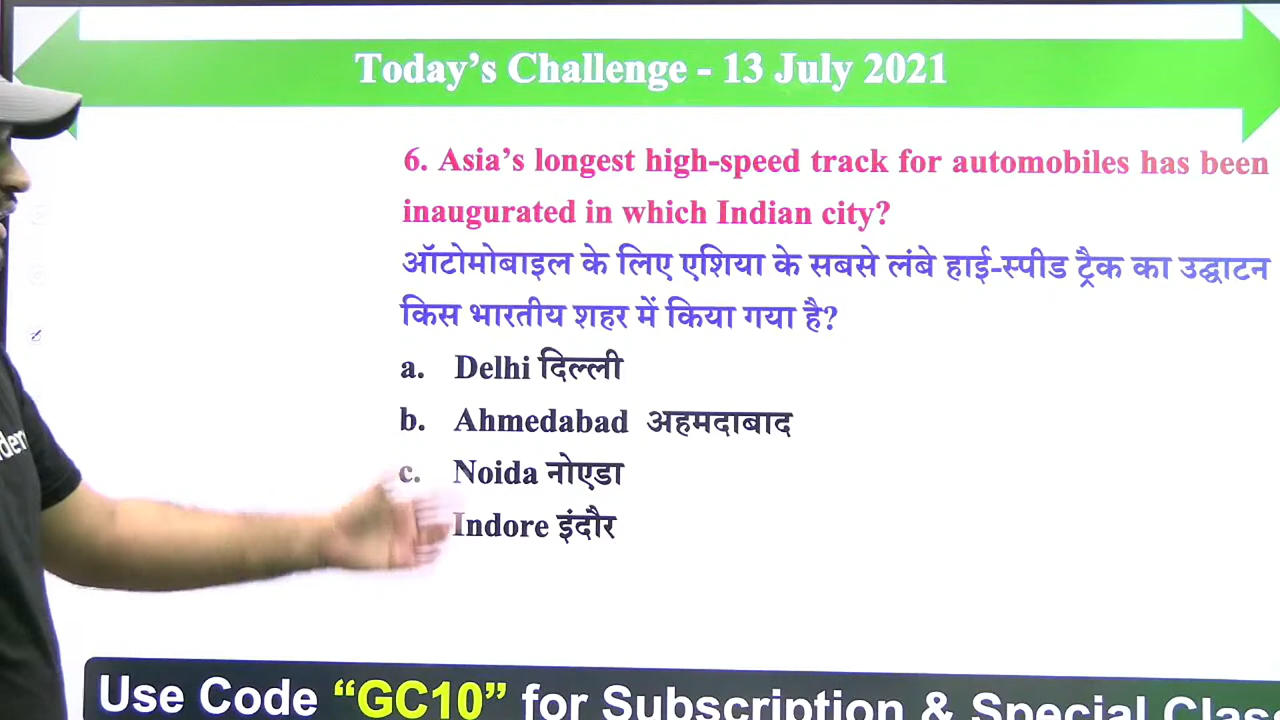 Today's Challenge - 13 July 2021
6. Asia's longest high-speed track for automobiles has been
inaugurated in which Indian city?
ऑटोमोबाइल के लिए एशिया के सबसे लंबे हाई-स्पीड ट्रैक का उद्घाटन
किस भारतीय शहर में किया गया है?
a. Delhi दिल्ली
b. Ahmedabad अहमदाबाद
c. Noida नोएडा
Indore इंदौर
Use Code “GC10” for Subscription & Special